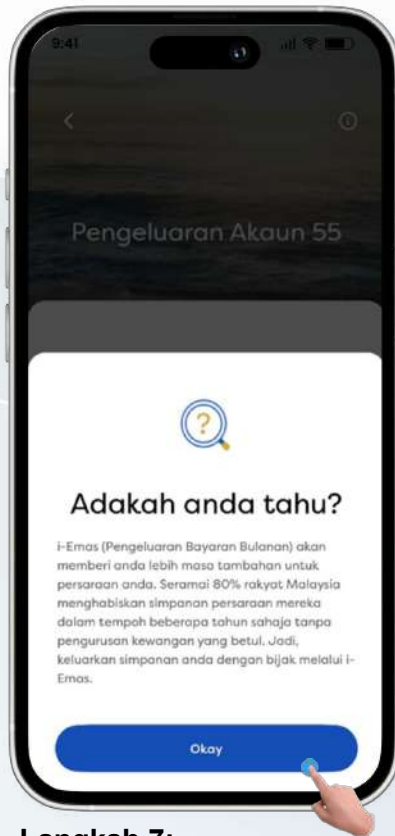 9:41
Pengeluaran Akaun 55
Adakah anda tahu?
i-Emas (Pengeluaran Bayaran Bulanan) akan
memberi anda lebih masa tambahan untuk
persaraan anda. Seramai 80% rakyat Malaysia
menghabiskan simpanan persaraan mereka
dalam tempoh beberapa tahun sahaja tanpa
pengurusan kewangan yang betul. Jadi,
keluarkan simpanan anda dengan bijak melalui i-
Emas.
Okay
Langkah 7: